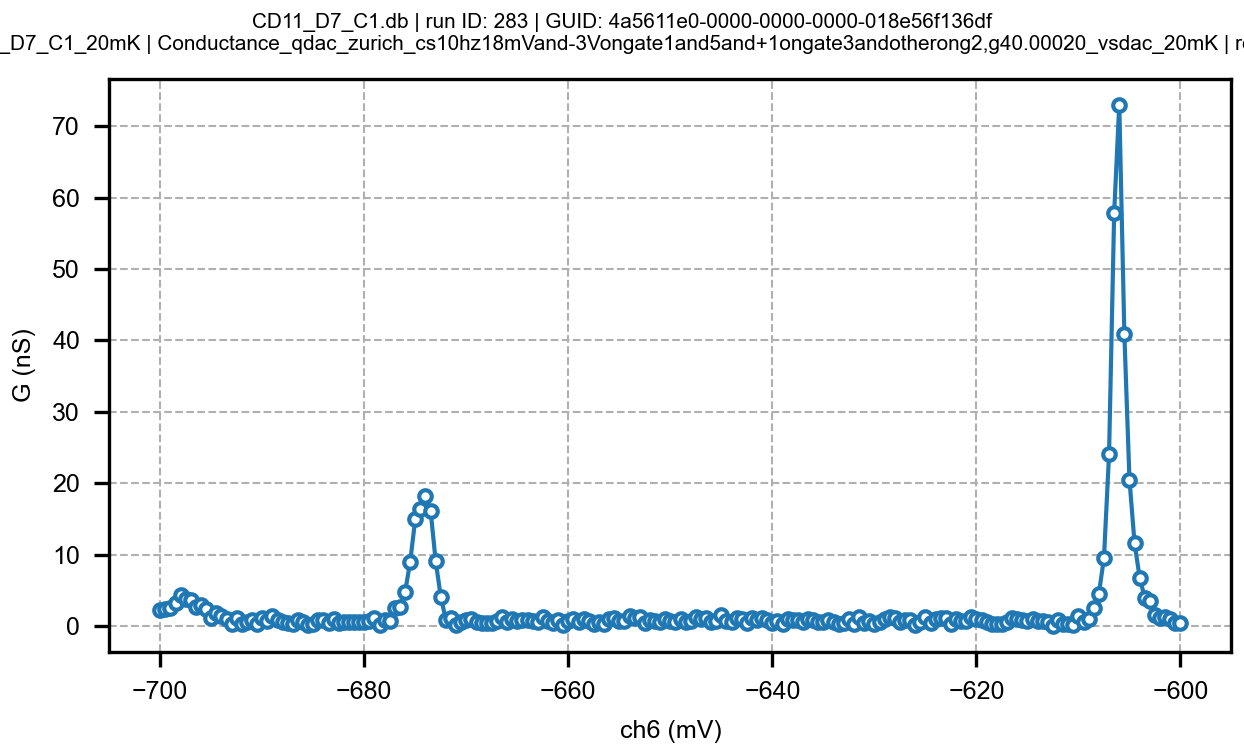 CD11_D7_C1.db | run ID: 283 | GUID: 4a5611e0-0000-0000-0000-018e56f136df
_D7_C1_20mK | Conductance_qdac_zurich_cs10hz18mVand-3Vongate1and5and+1ongate3andotherong2,g40.00020_vsdac_20mK |
G (nS)
70
60
50
40
30
20
10
0
−700 −680 −660 −640 −620 −600
ch6 (mV)